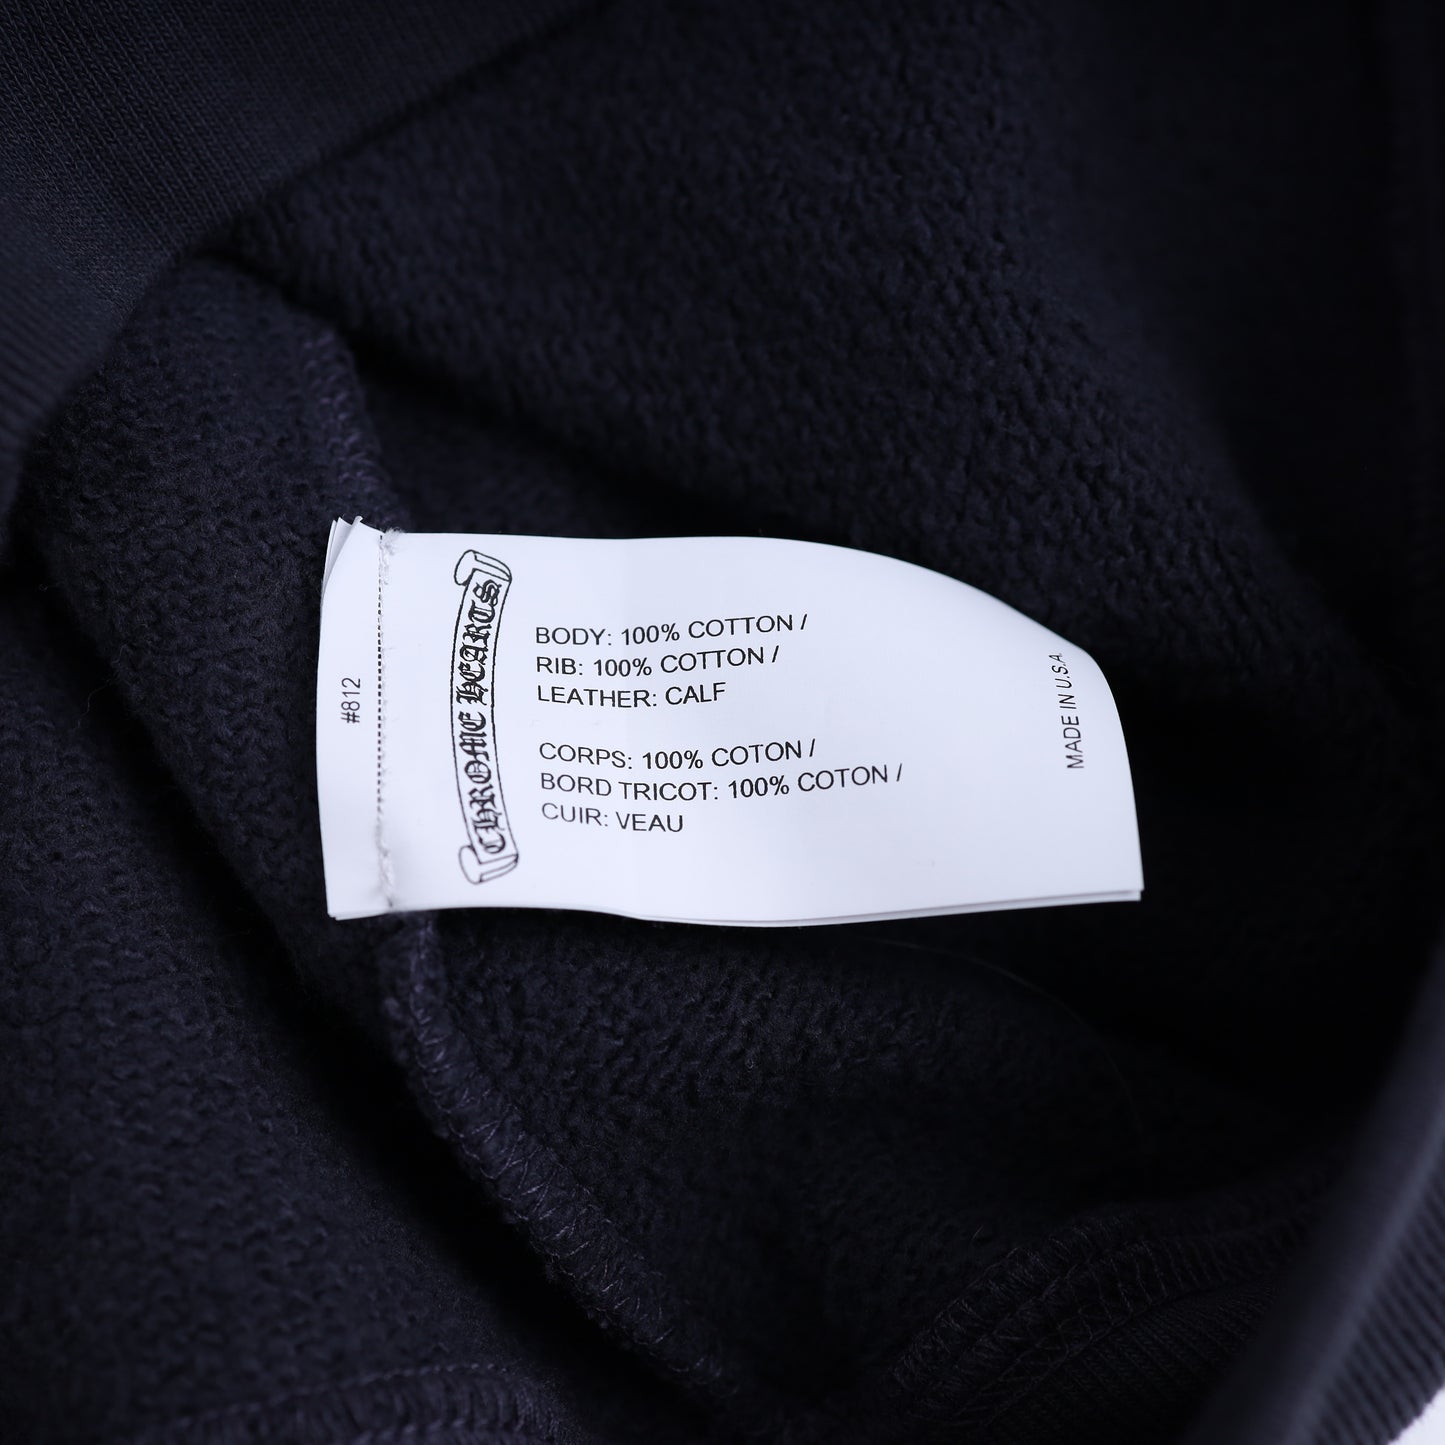 #812
CHROME HEARTS
BODY: 100% COTTON /
RIB: 100% COTTON /
LEATHER: CALF
CORPS: 100% COTON /
BORD TRICOT: 100% COTON /
CUIR: VEAU
MADE IN U.S.A.